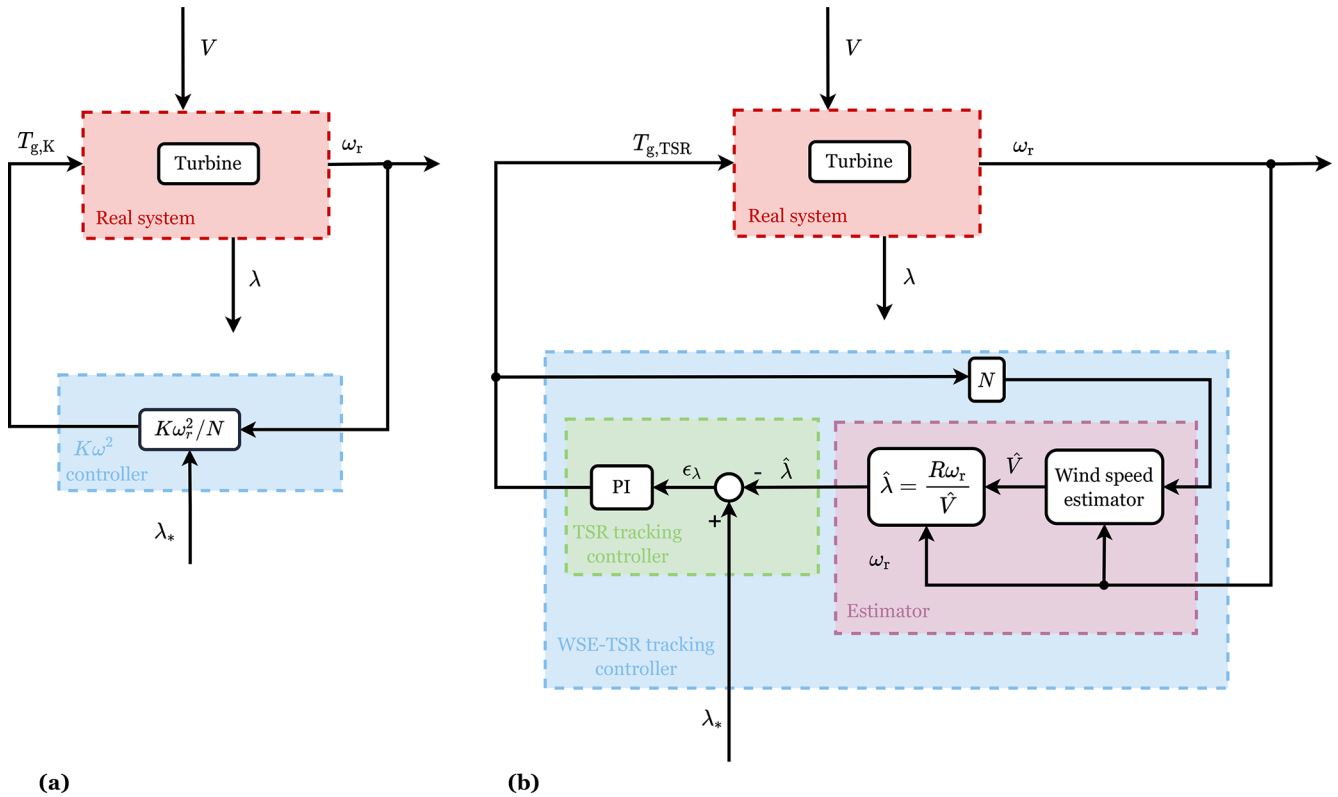 V
T_g,K
Turbine
ω_r
Real system
λ
Kω_r^2/N
Kω^2
controller
λ_*
(a)
V
T_g,TSR
Turbine
ω_r
Real system
λ
N
PI
ϵ_λ
-
λ̂
+
λ̂ = Rω_r / V̂
V̂
Wind speed
estimator
TSR tracking
controller
ω_r
Estimator
WSE-TSR tracking
controller
λ_*
(b)